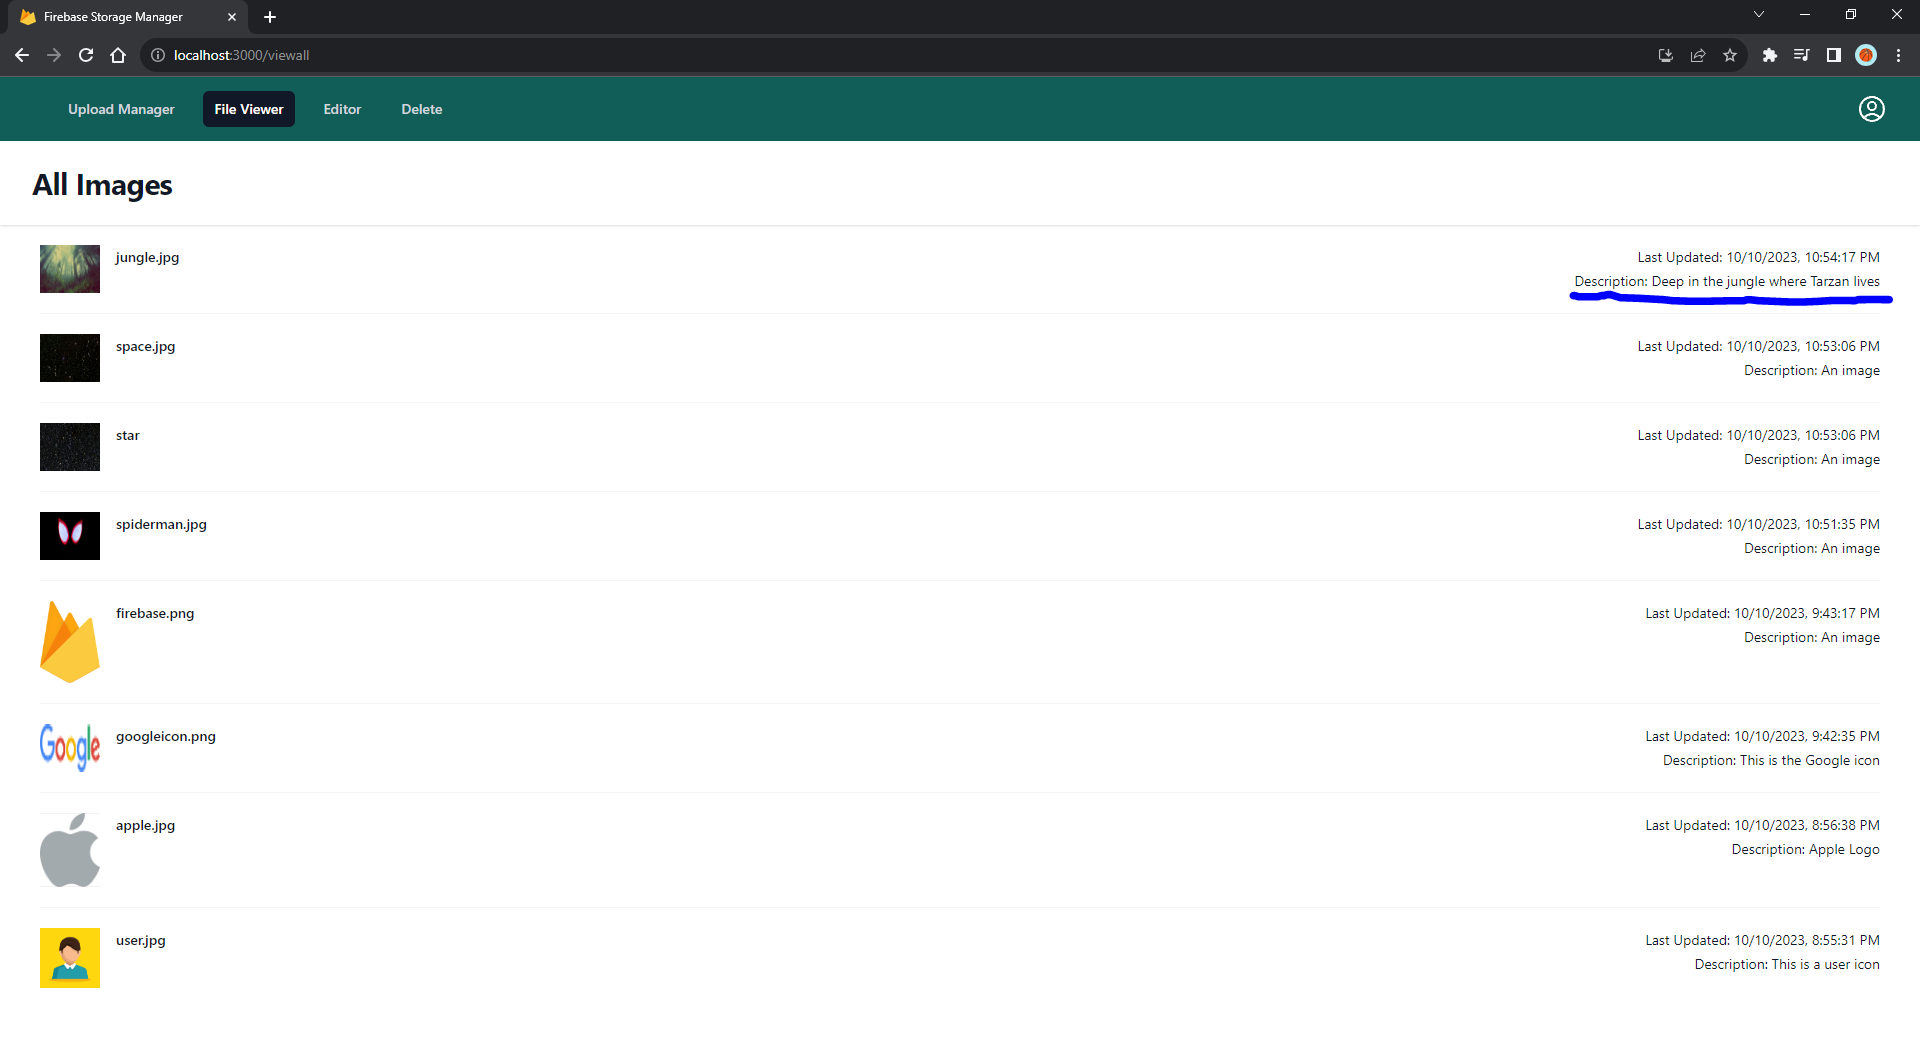 Firebase Storage Manager
localhost:3000/viewall
Upload Manager File Viewer Editor Delete
All Images
jungle.jpg Last Updated: 10/10/2023, 10:54:17 PM
Description: Deep in the jungle where Tarzan lives
space.jpg Last Updated: 10/10/2023, 10:53:06 PM
Description: An image
star Last Updated: 10/10/2023, 10:53:06 PM
Description: An image
spiderman.jpg Last Updated: 10/10/2023, 10:51:35 PM
Description: An image
firebase.png Last Updated: 10/10/2023, 9:43:17 PM
Description: An image
Google googleicon.png Last Updated: 10/10/2023, 9:42:35 PM
Description: This is the Google icon
apple.jpg Last Updated: 10/10/2023, 8:56:38 PM
Description: Apple Logo
user.jpg Last Updated: 10/10/2023, 8:55:31 PM
Description: This is a user icon